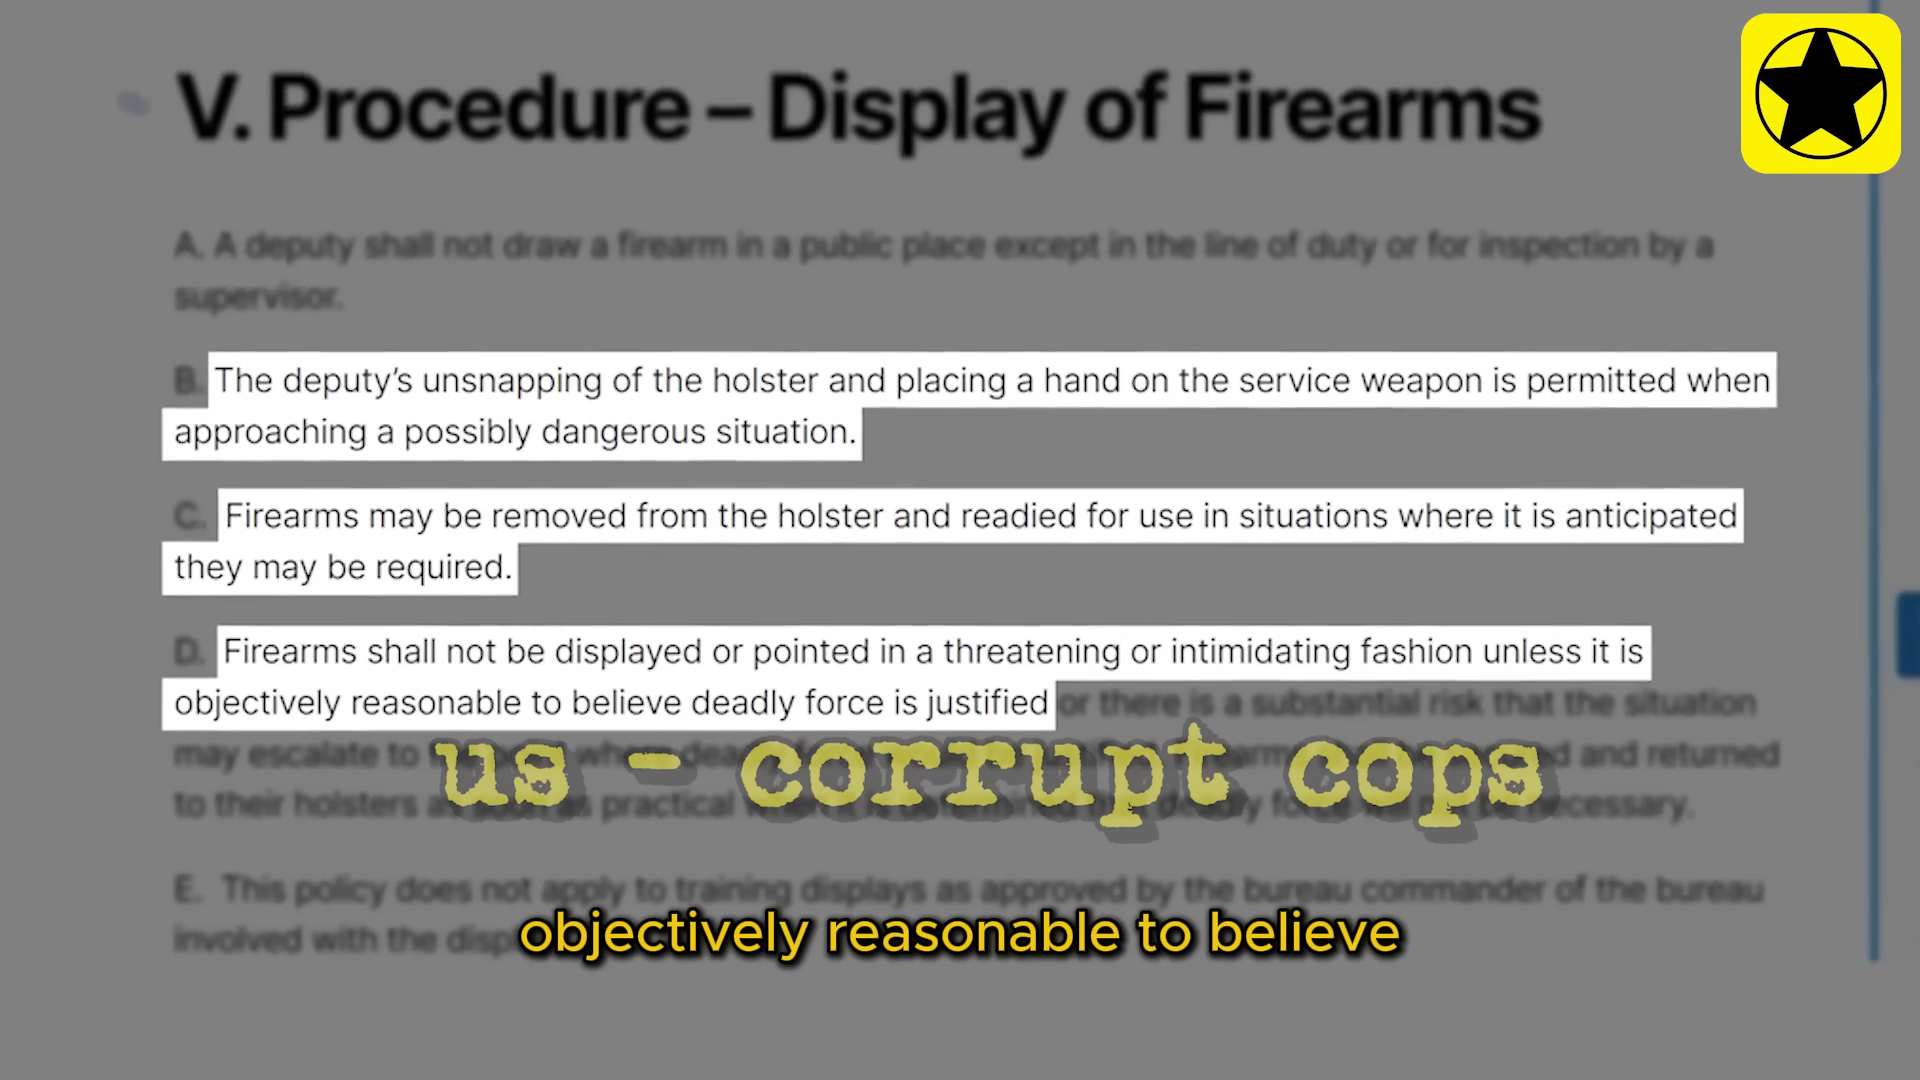 V. Procedure – Display of Firearms
A. A deputy shall not draw a firearm in a public place except in the line of duty or for inspection by a
supervisor.
B. The deputy’s unsnapping of the holster and placing a hand on the service weapon is permitted when
approaching a possibly dangerous situation.
C. Firearms may be removed from the holster and readied for use in situations where it is anticipated
they may be required.
D. Firearms shall not be displayed or pointed in a threatening or intimidating fashion unless it is
objectively reasonable to believe deadly force is justified or there is a substantial risk that the situation
may escalate to and returned
us - corrupt cops
to their holsters as practical deadly necessary.
E. This policy does not apply to training displays as approved by the bureau commander of the bureau
involved with the
objectively reasonable to believe